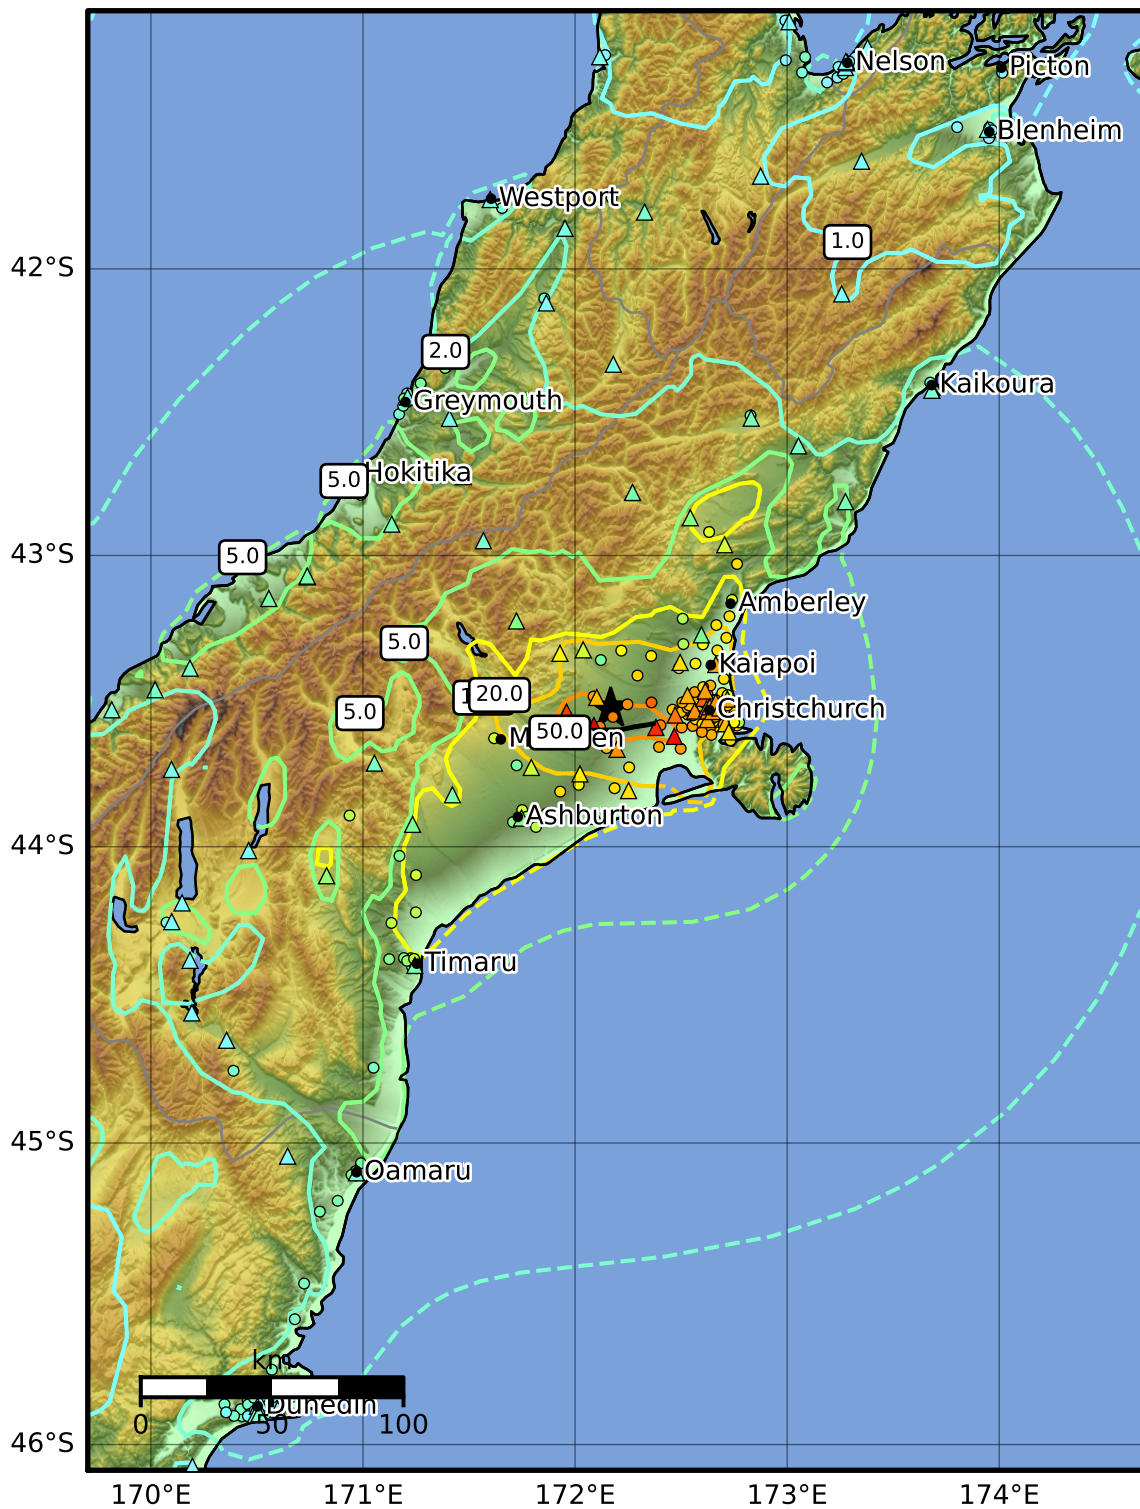 Nelson
Picton
Blenheim
Westport
1.0
42°S
2.0
Kaikoura
Greymouth
5.0
Hokitika
43°S
5.0
Amberley
5.0
Kaiapoi
20.0
5.0
Christchurch
50.0
Ashburton
44°S
Timaru
45°S
Oamaru
km
Dunedin
0
50
100
46°S
170°E
171°E
172°E
173°E
174°E